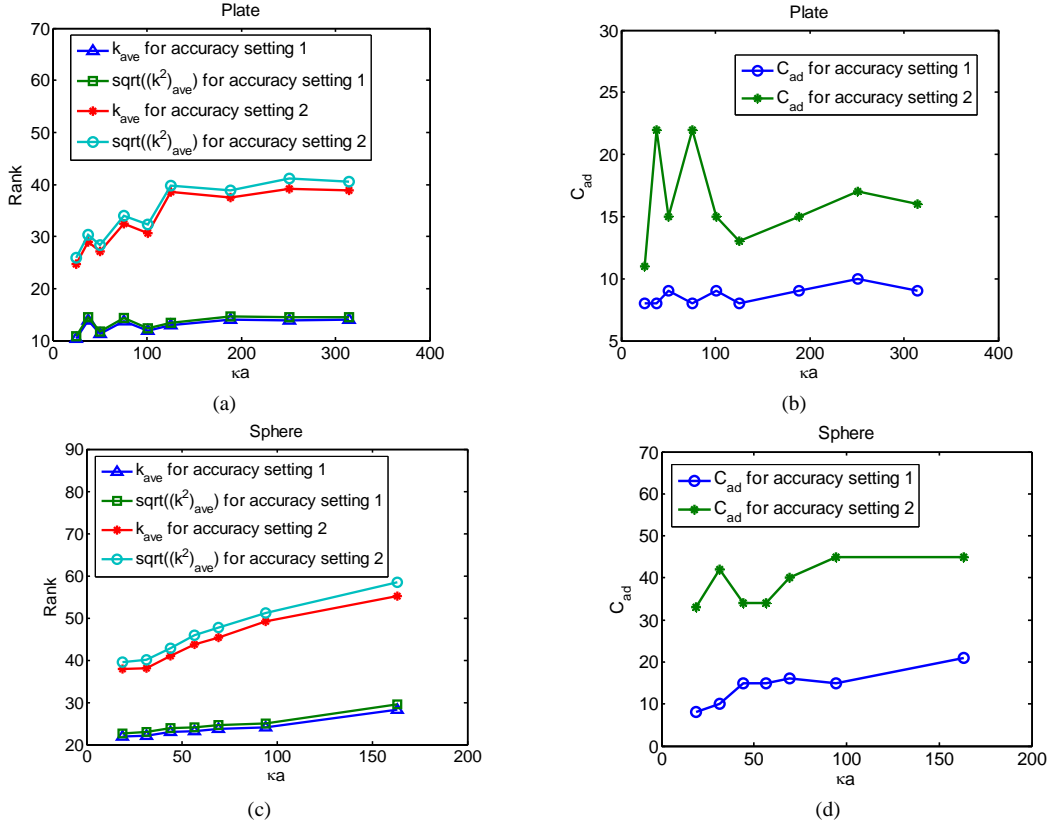 Plate
70
60
50
40
30
20
10
0
100
200
300
400
Rank
κa
k_ave for accuracy setting 1
sqrt((k^2)_ave) for accuracy setting 1
k_ave for accuracy setting 2
sqrt((k^2)_ave) for accuracy setting 2
(a)
Plate
30
25
20
15
10
5
0
0
100
200
300
400
C_ad
κa
C_ad for accuracy setting 1
C_ad for accuracy setting 2
(b)
Sphere
90
80
70
60
50
40
30
20
0
50
100
150
200
Rank
κa
k_ave for accuracy setting 1
sqrt((k^2)_ave) for accuracy setting 1
k_ave for accuracy setting 2
sqrt((k^2)_ave) for accuracy setting 2
(c)
Sphere
70
60
50
40
30
20
10
0
0
50
100
150
200
C_ad
κa
C_ad for accuracy setting 1
C_ad for accuracy setting 2
(d)